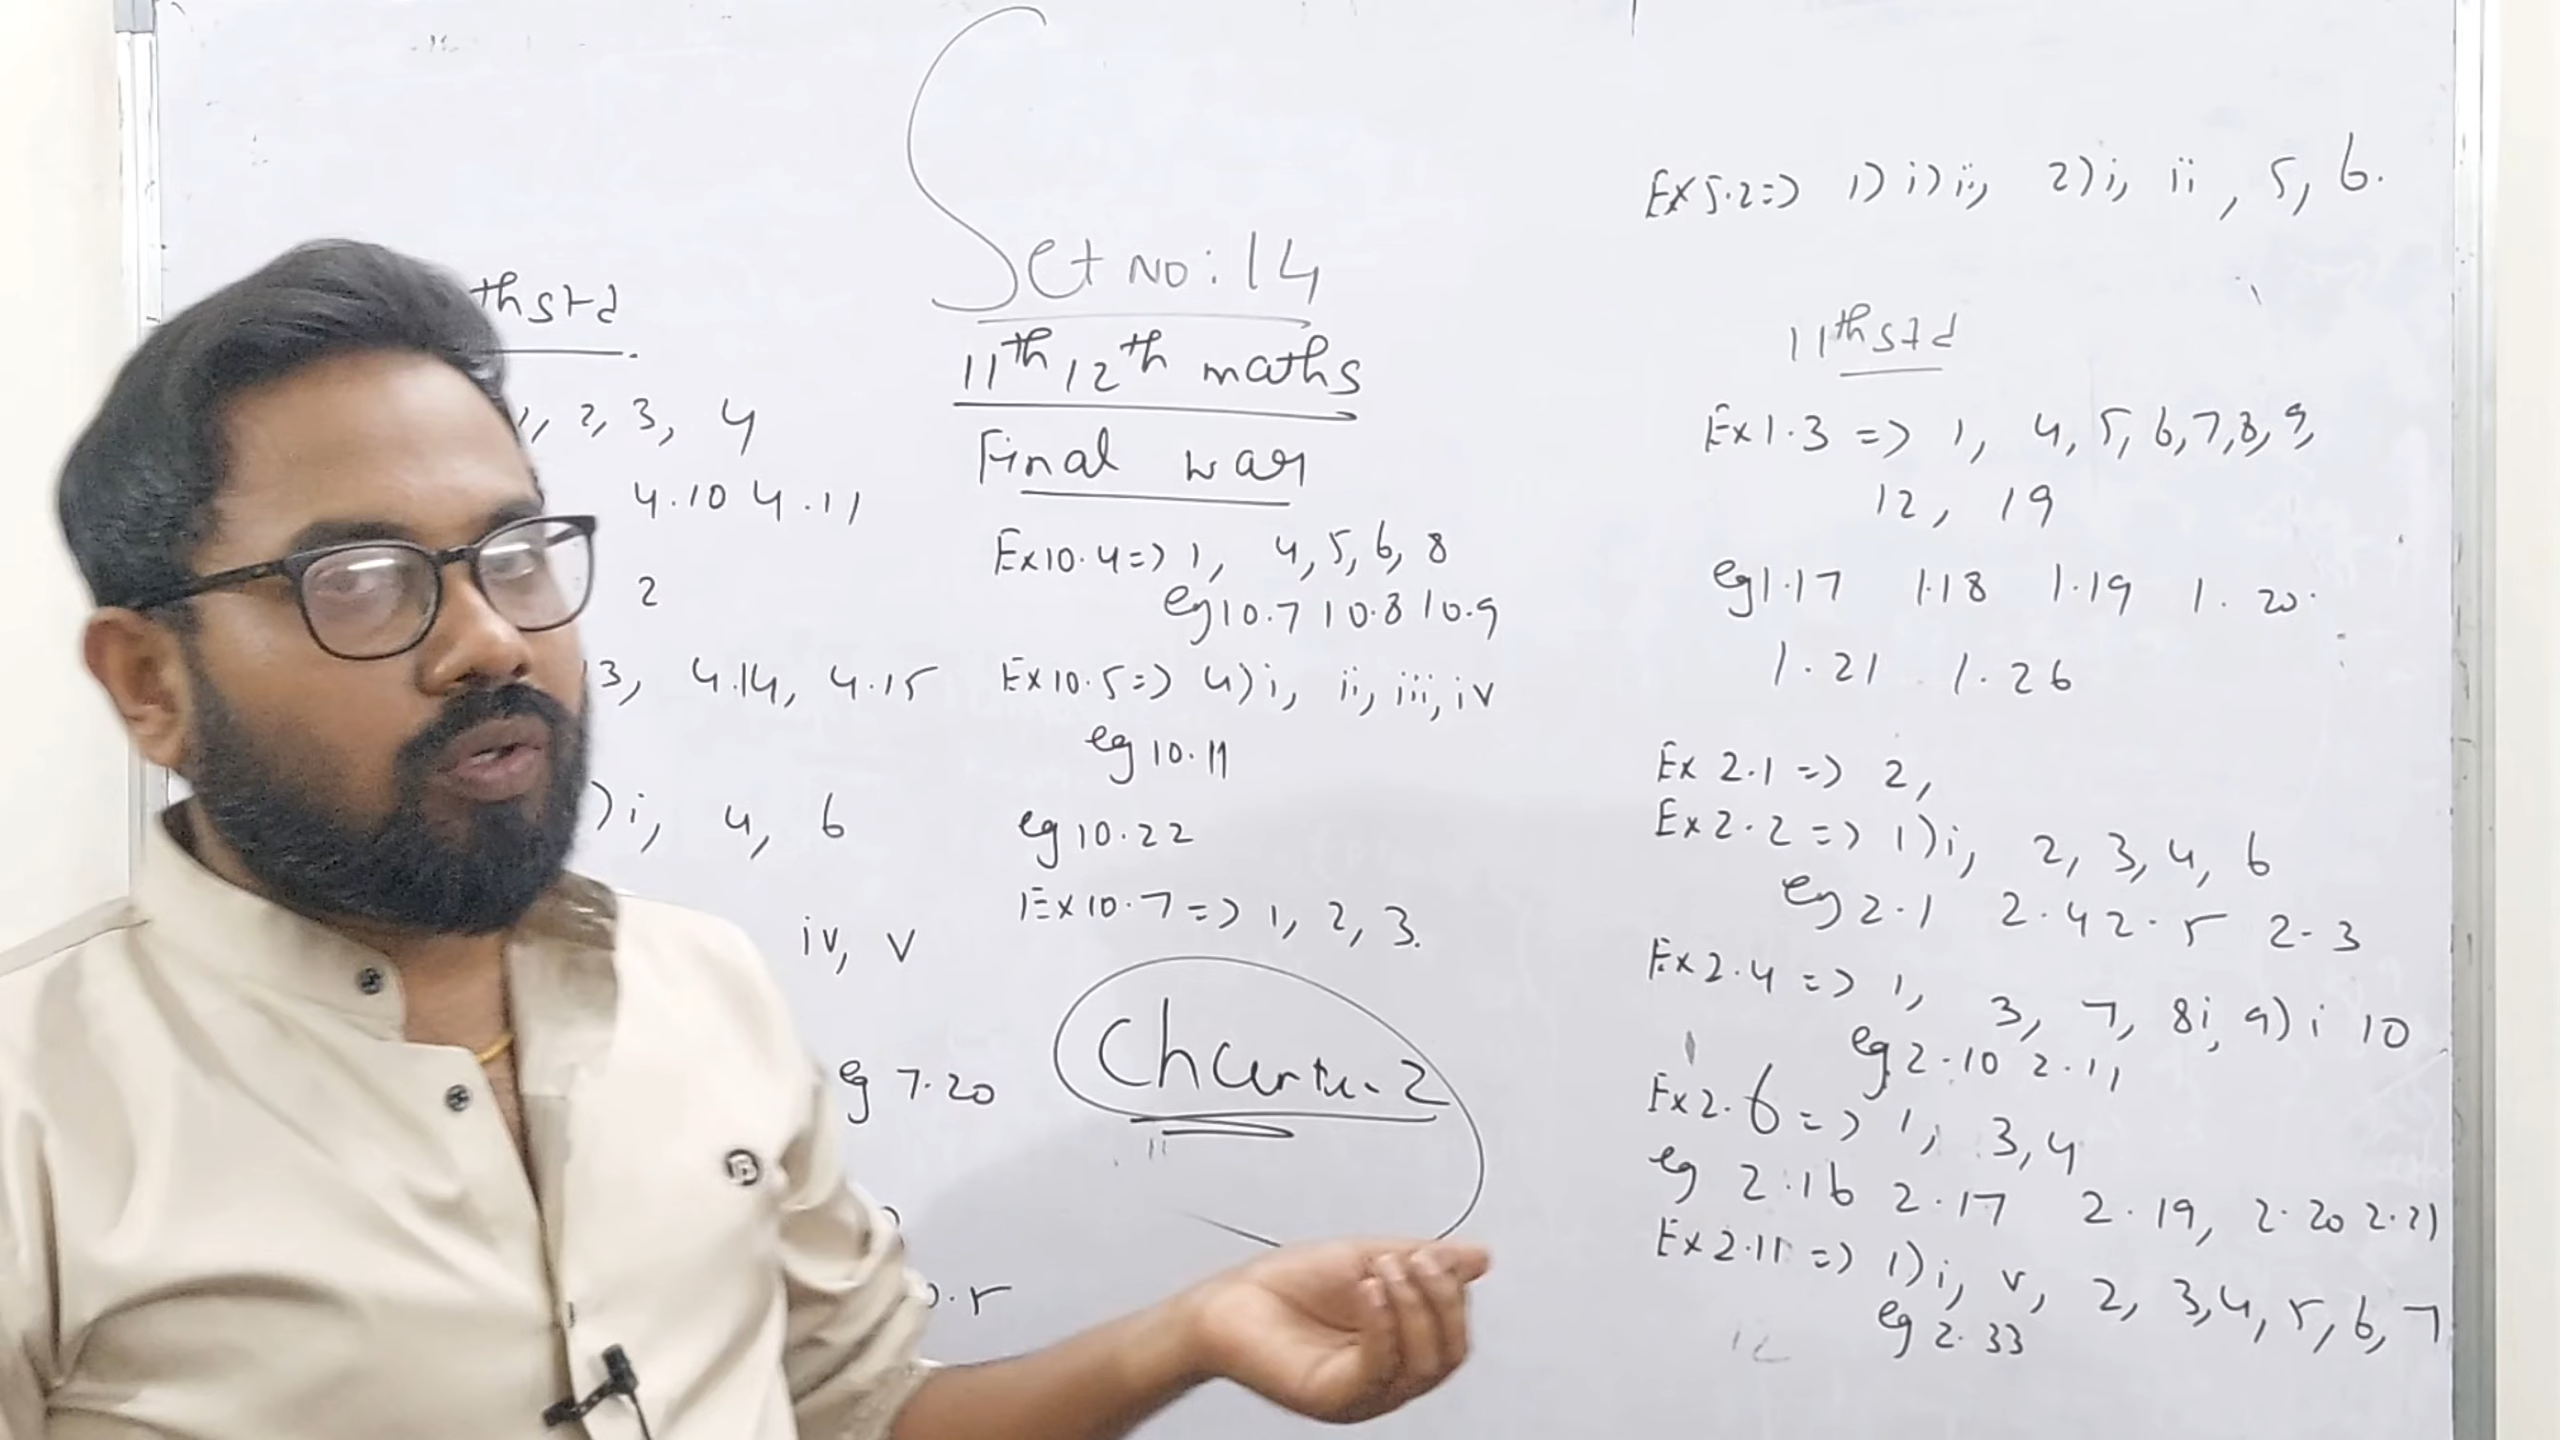 Set No: 14
11th 12th maths
Final war
th std
1, 2, 3, 4
4.10 4.11
2
3, 4.14, 4.15
)i, 4, 6
iv, v
eg 7.20
0.5
Ex 10.4 => 1, 4, 5, 6, 8
eg 10.7 10.8 10.9
Ex 10.5 => 4) i, ii, iii, iv
eg 10.11
eg 10.22
Ex 10.7 => 1, 2, 3.
Ex 5.2 => 1) i) ii, 2) i, ii, 5, 6.
11th std
Ex 1.3 => 1, 4, 5, 6, 7, 8, 9,
12, 19
eg 1.17 1.18 1.19 1.20.
1.21 1.26
Ex 2.1 => 2,
Ex 2.2 => 1) i, 2, 3, 4, 6
eg 2.1 2.4 2.5 2.3
Ex 2.4 => 1, 3, 7, 8i, 9) i 10
eg 2.10 2.11
Ex 2.6 => 1, 3, 4
eg 2.16 2.17 2.19, 2.20 2.21
Ex 2.11 => 1) i, v, 2, 3, 4, 5, 6, 7
eg 2.33
B